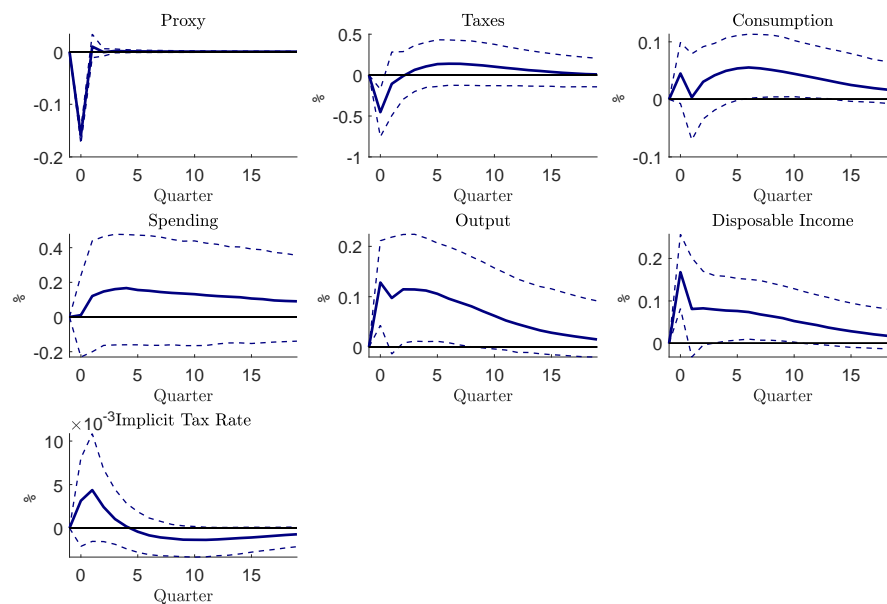 Proxy
0
-0.1
-0.2
0 5 10 15
Quarter
Taxes
%
0.5
0
-0.5
-1
0 5 10 15
Quarter
Consumption
%
0.1
0
-0.1
0 5 10 15
Quarter
Spending
%
0.4
0.2
0
-0.2
0 5 10 15
Quarter
Output
%
0.2
0.1
0
0 5 10 15
Quarter
Disposable Income
%
0.2
0.1
0
0 5 10 15
Quarter
×10-3 Implicit Tax Rate
%
10
5
0
0 5 10 15
Quarter